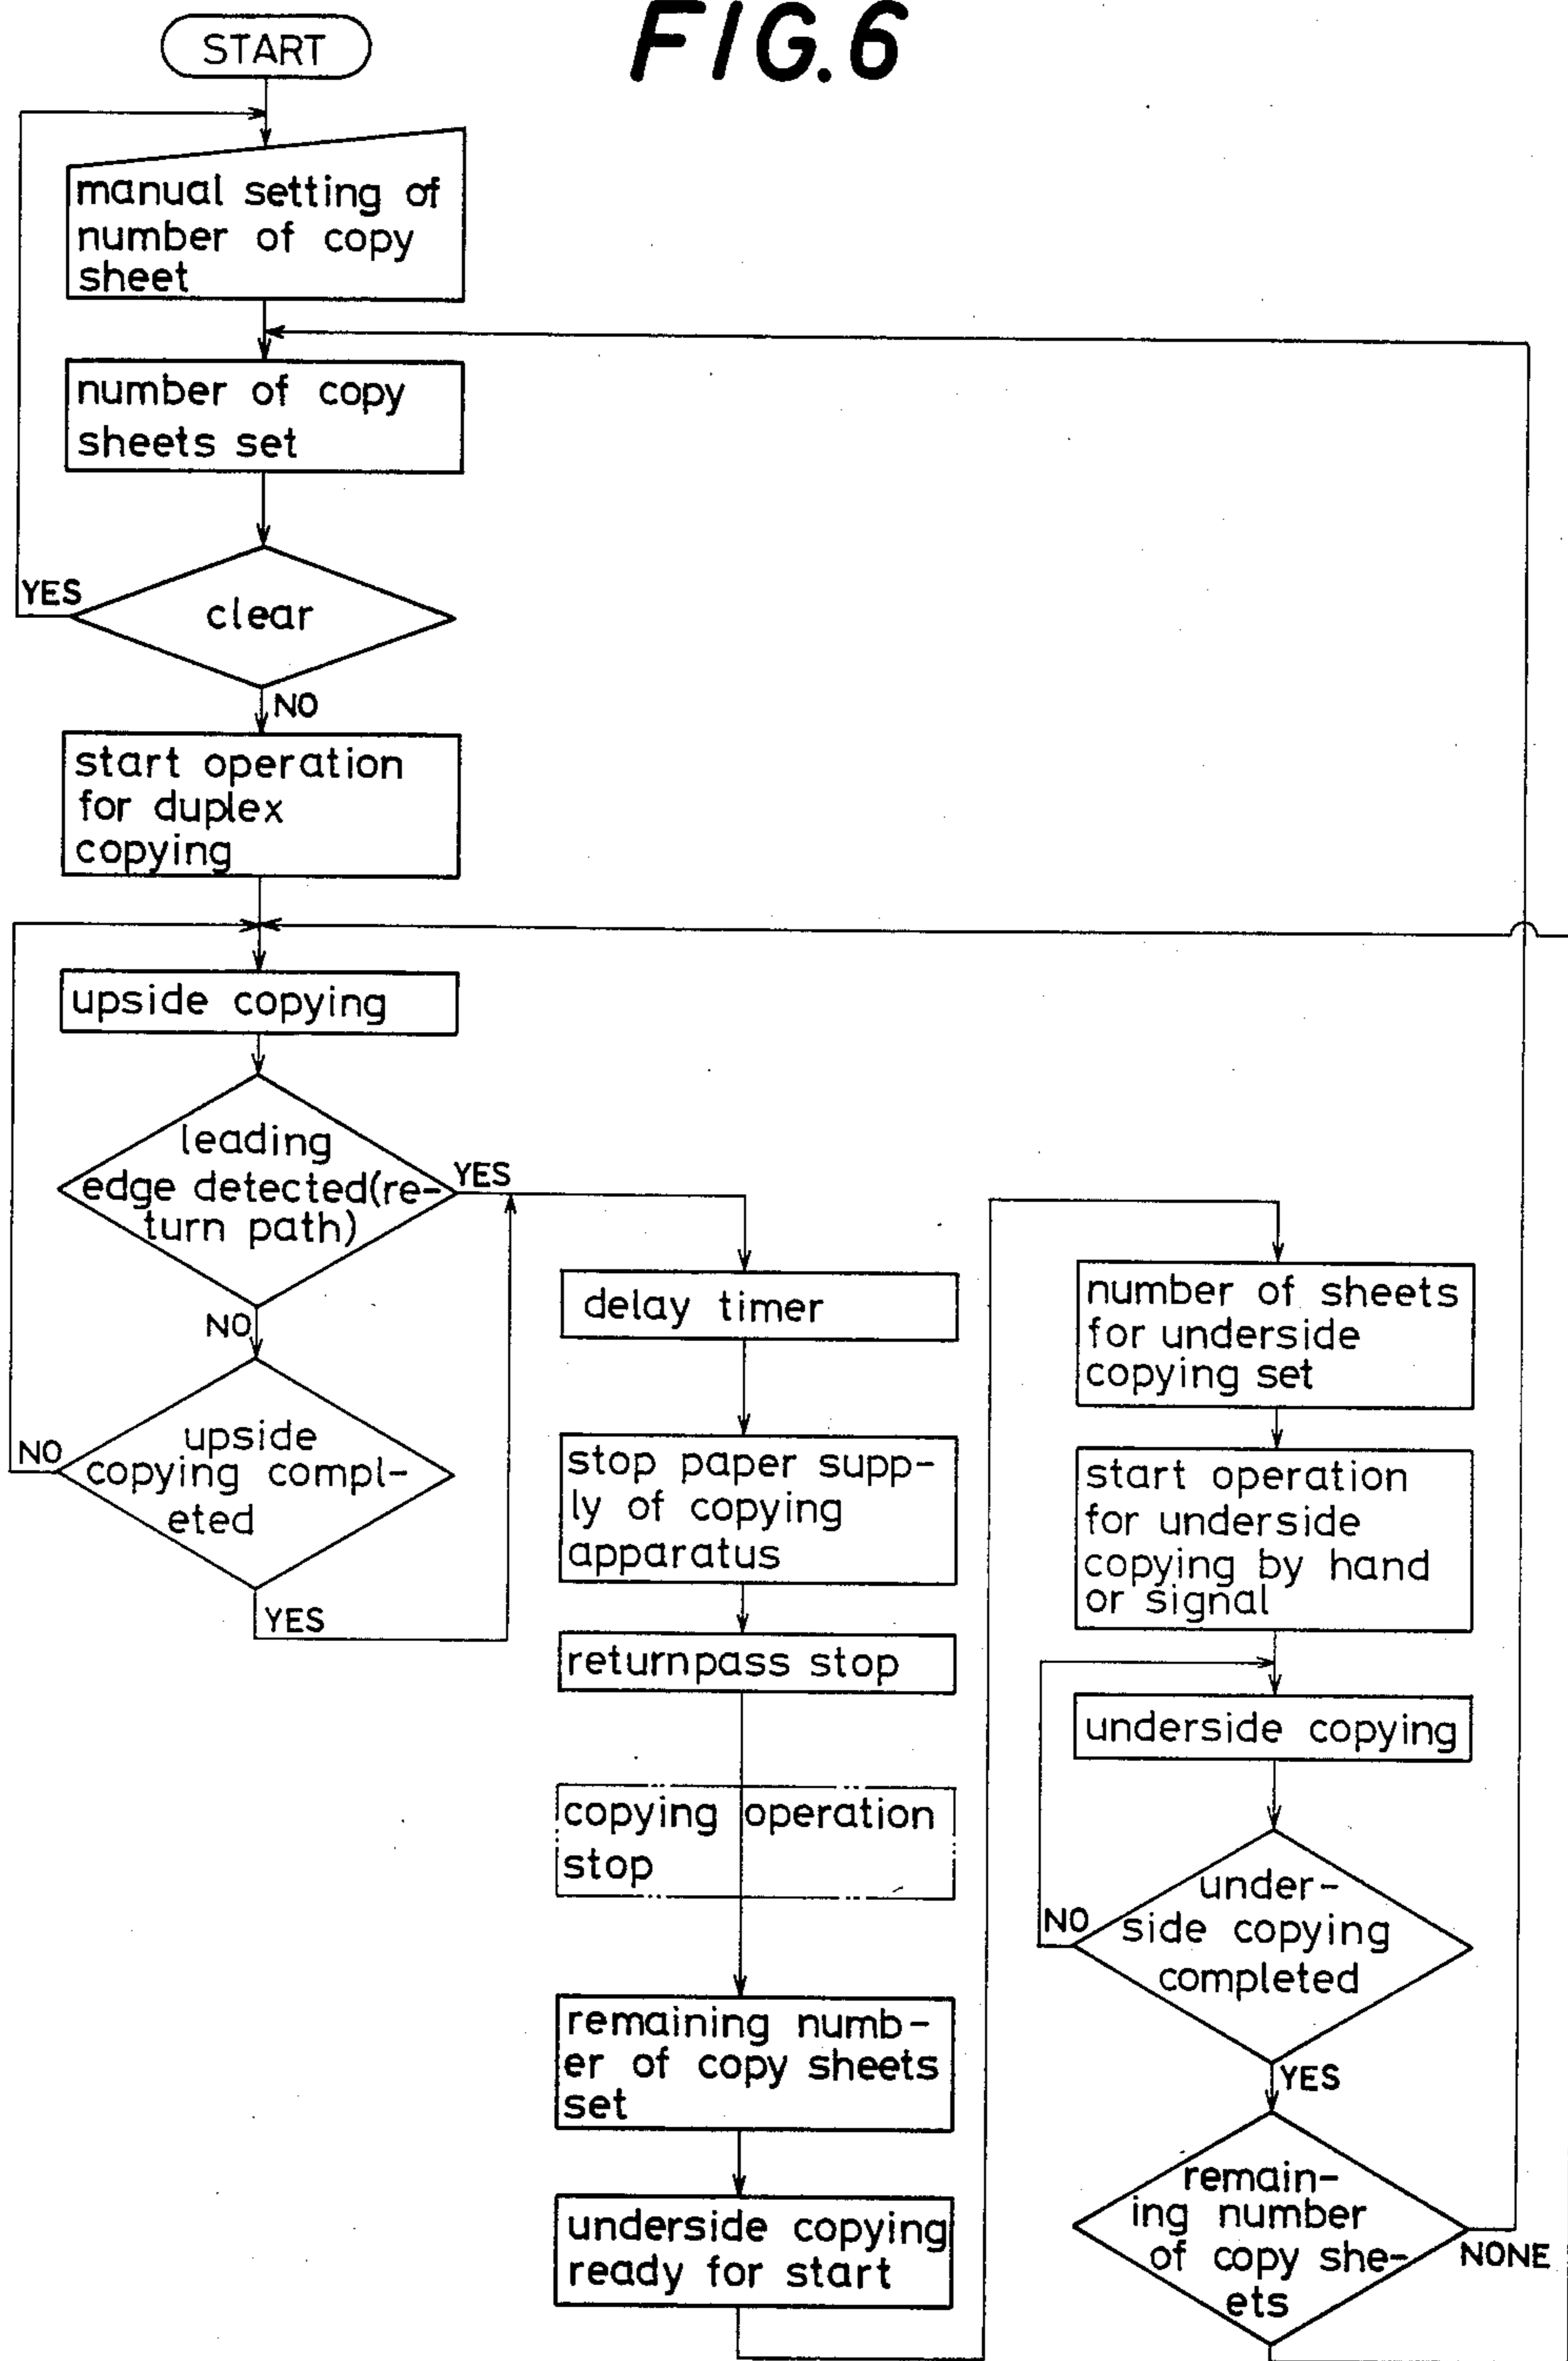 FIG.6
START
manual setting of
number of copy
sheet
number of copy
sheets set
YES
clear
NO
start operation
for duplex
copying
upside copying
leading
edge detected(re-
turn path)
YES
NO
upside
copying compl-
eted
NO
YES
delay timer
stop paper supp-
ly of copying
apparatus
returnpass stop
copying operation
stop
remaining numb-
er of copy sheets
set
underside copying
ready for start
number of sheets
for underside
copying set
start operation
for underside
copying by hand
or signal
underside copying
under-
side copying
completed
NO
YES
remain-
ing number
of copy she-
ets
NONE